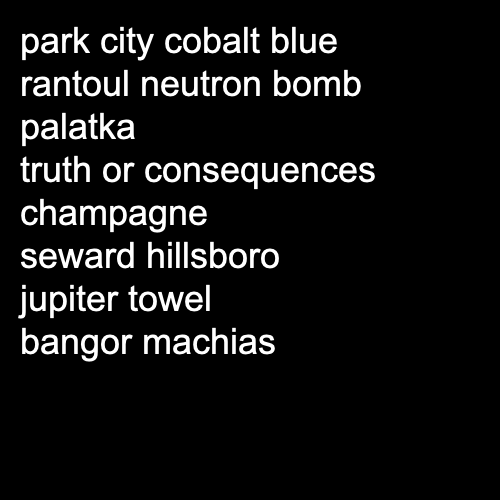 park city cobalt blue
rantoul neutron bomb
palatka
truth or consequences
champagne
seward hillsboro
jupiter towel
bangor machias